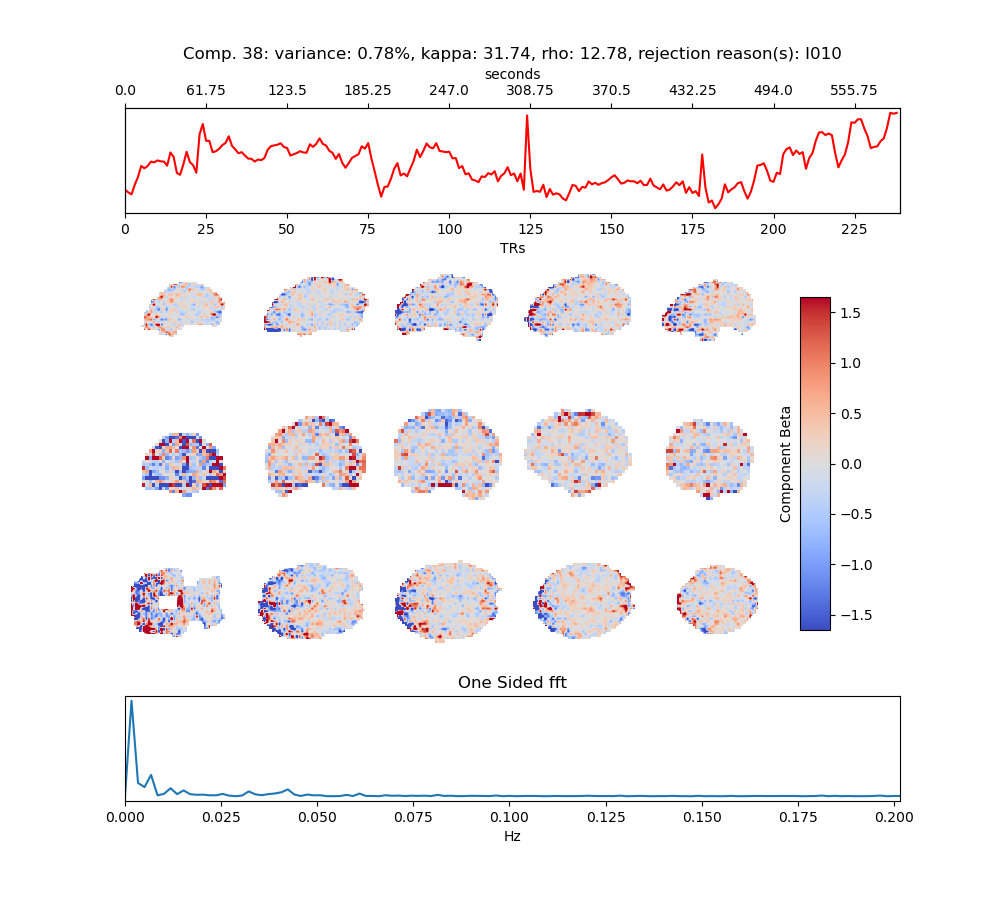 Comp. 38: variance: 0.78%, kappa: 31.74, rho: 12.78, rejection reason(s): I010
seconds
0.0 61.75 123.5 185.25 247.0 308.75 370.5 432.25 494.0 555.75
0 25 50 75 100 125 150 175 200 225
TRs
1.5
1.0
0.5
0.0
−0.5
−1.0
−1.5
Component Beta
One Sided fft
0.000 0.025 0.050 0.075 0.100 0.125 0.150 0.175 0.200
Hz